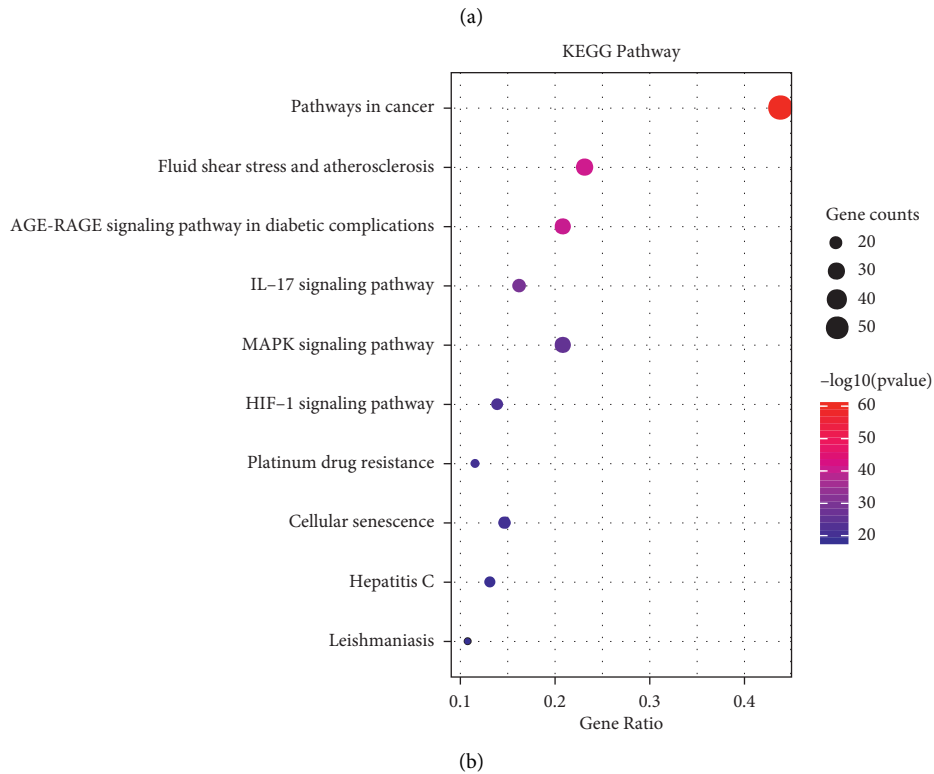 (a)
KEGG Pathway
Pathways in cancer
Fluid shear stress and atherosclerosis
AGE-RAGE signaling pathway in diabetic complications
IL–17 signaling pathway
MAPK signaling pathway
HIF–1 signaling pathway
Platinum drug resistance
Cellular senescence
Hepatitis C
Leishmaniasis
0.1 0.2 0.3 0.4
Gene Ratio
Gene counts
20
30
40
50
–log10(pvalue)
60
50
40
30
20
(b)